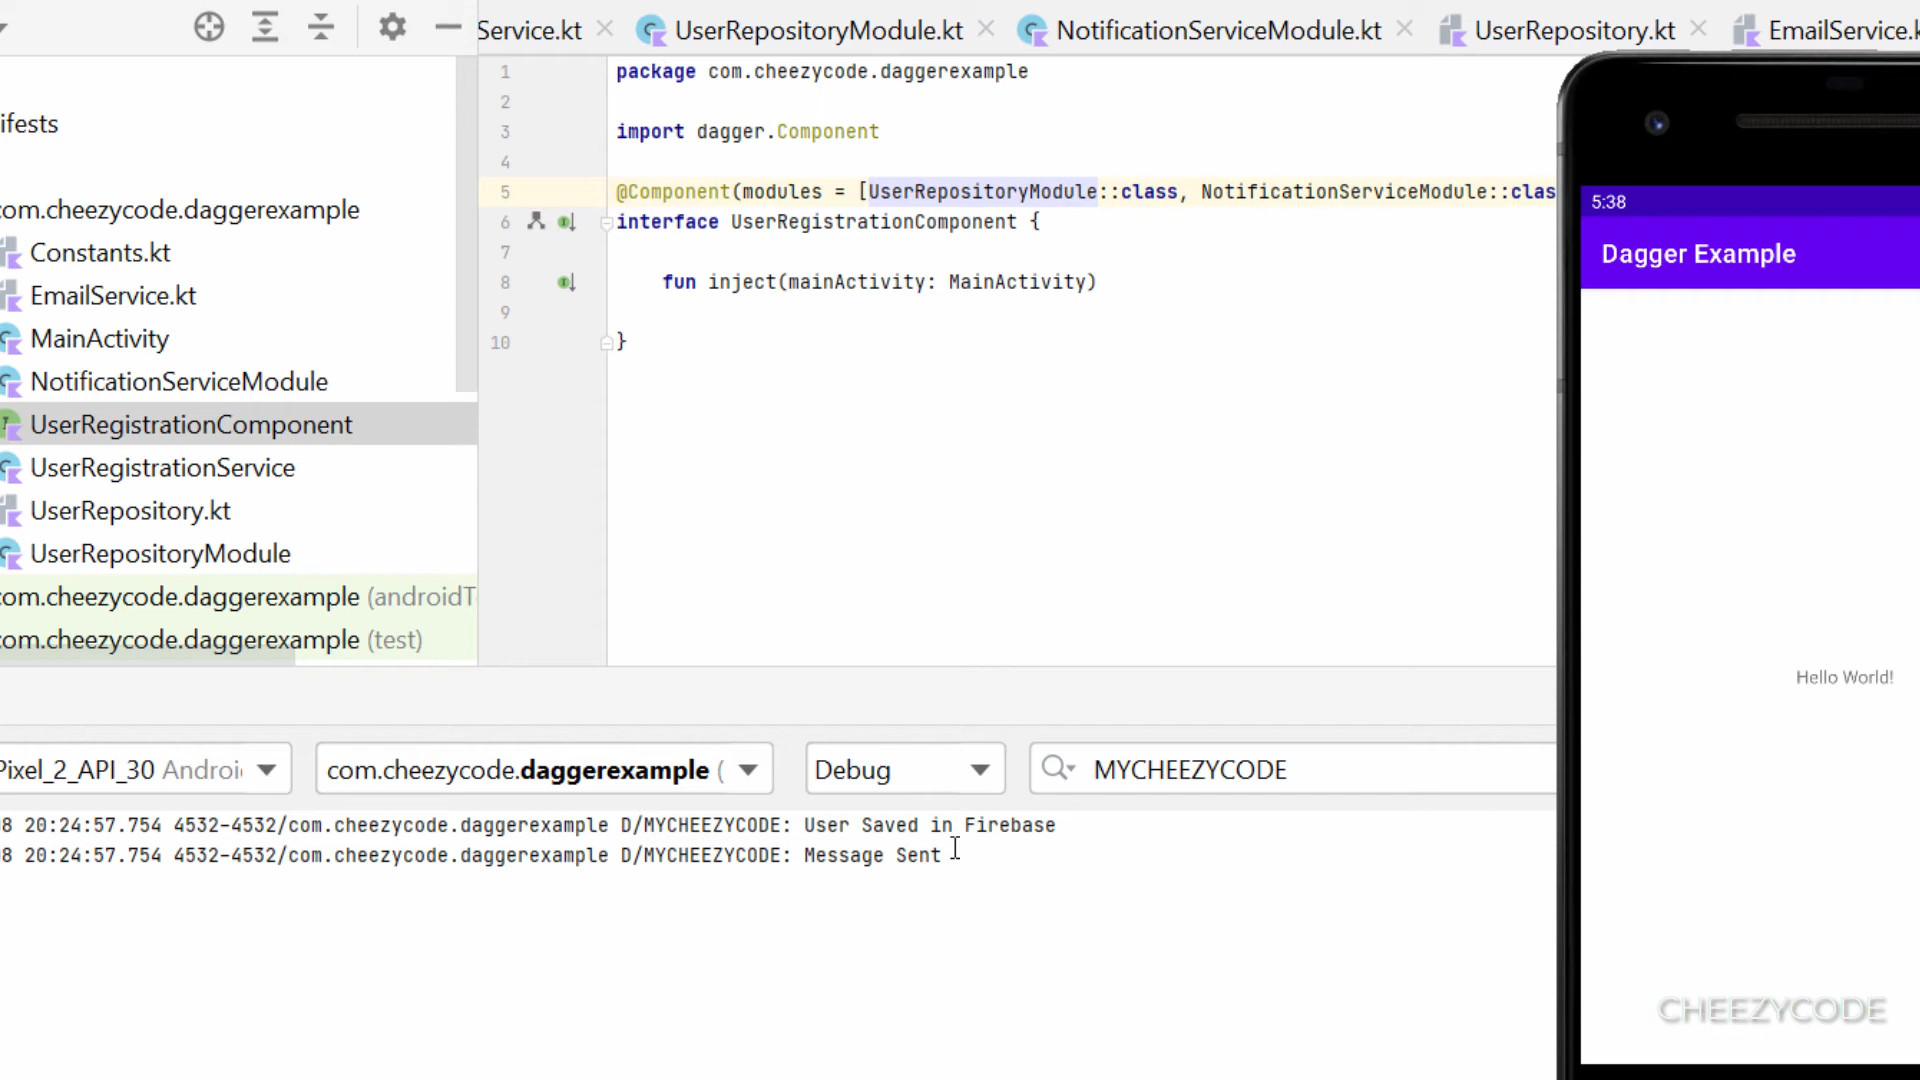 Service.kt UserRepositoryModule.kt NotificationServiceModule.kt UserRepository.kt EmailService.k
ifests
com.cheezycode.daggerexample
Constants.kt
EmailService.kt
MainActivity
NotificationServiceModule
UserRegistrationComponent
UserRegistrationService
UserRepository.kt
UserRepositoryModule
com.cheezycode.daggerexample (androidT
com.cheezycode.daggerexample (test)
1 package com.cheezycode.daggerexample
2
3 import dagger.Component
4
5 @Component(modules = [UserRepositoryModule::class, NotificationServiceModule::clas
6 interface UserRegistrationComponent {
7
8 fun inject(mainActivity: MainActivity)
9
10 }
5:38
Dagger Example
Hello World!
CHEEZYCODE
Pixel_2_API_30 Androi com.cheezycode.daggerexample ( Debug MYCHEEZYCODE
8 20:24:57.754 4532-4532/com.cheezycode.daggerexample D/MYCHEEZYCODE: User Saved in Firebase
8 20:24:57.754 4532-4532/com.cheezycode.daggerexample D/MYCHEEZYCODE: Message Sent